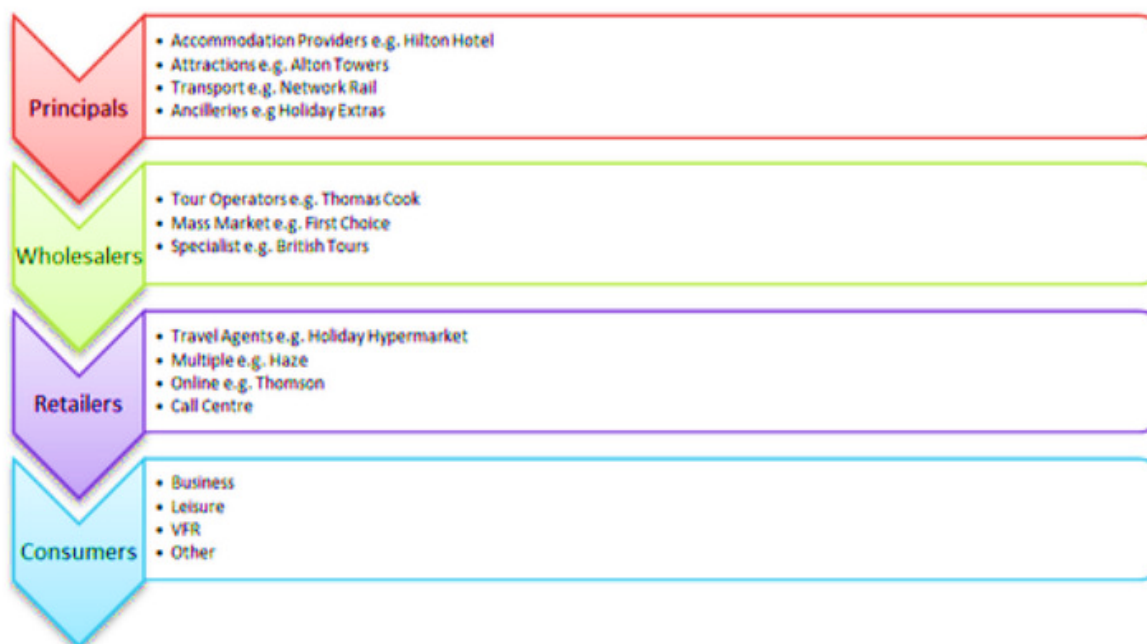 Principals
• Accommodation Providers e.g. Hilton Hotel
• Attractions e.g. Alton Towers
• Transport e.g. Network Rail
• Ancilleries e.g Holiday Extras
Wholesalers
• Tour Operators e.g. Thomas Cook
• Mass Market e.g. First Choice
• Specialist e.g. British Tours
Retailers
• Travel Agents e.g. Holiday Hypermarket
• Multiple e.g. Haze
• Online e.g. Thomson
• Call Centre
Consumers
• Business
• Leisure
• VFR
• Other